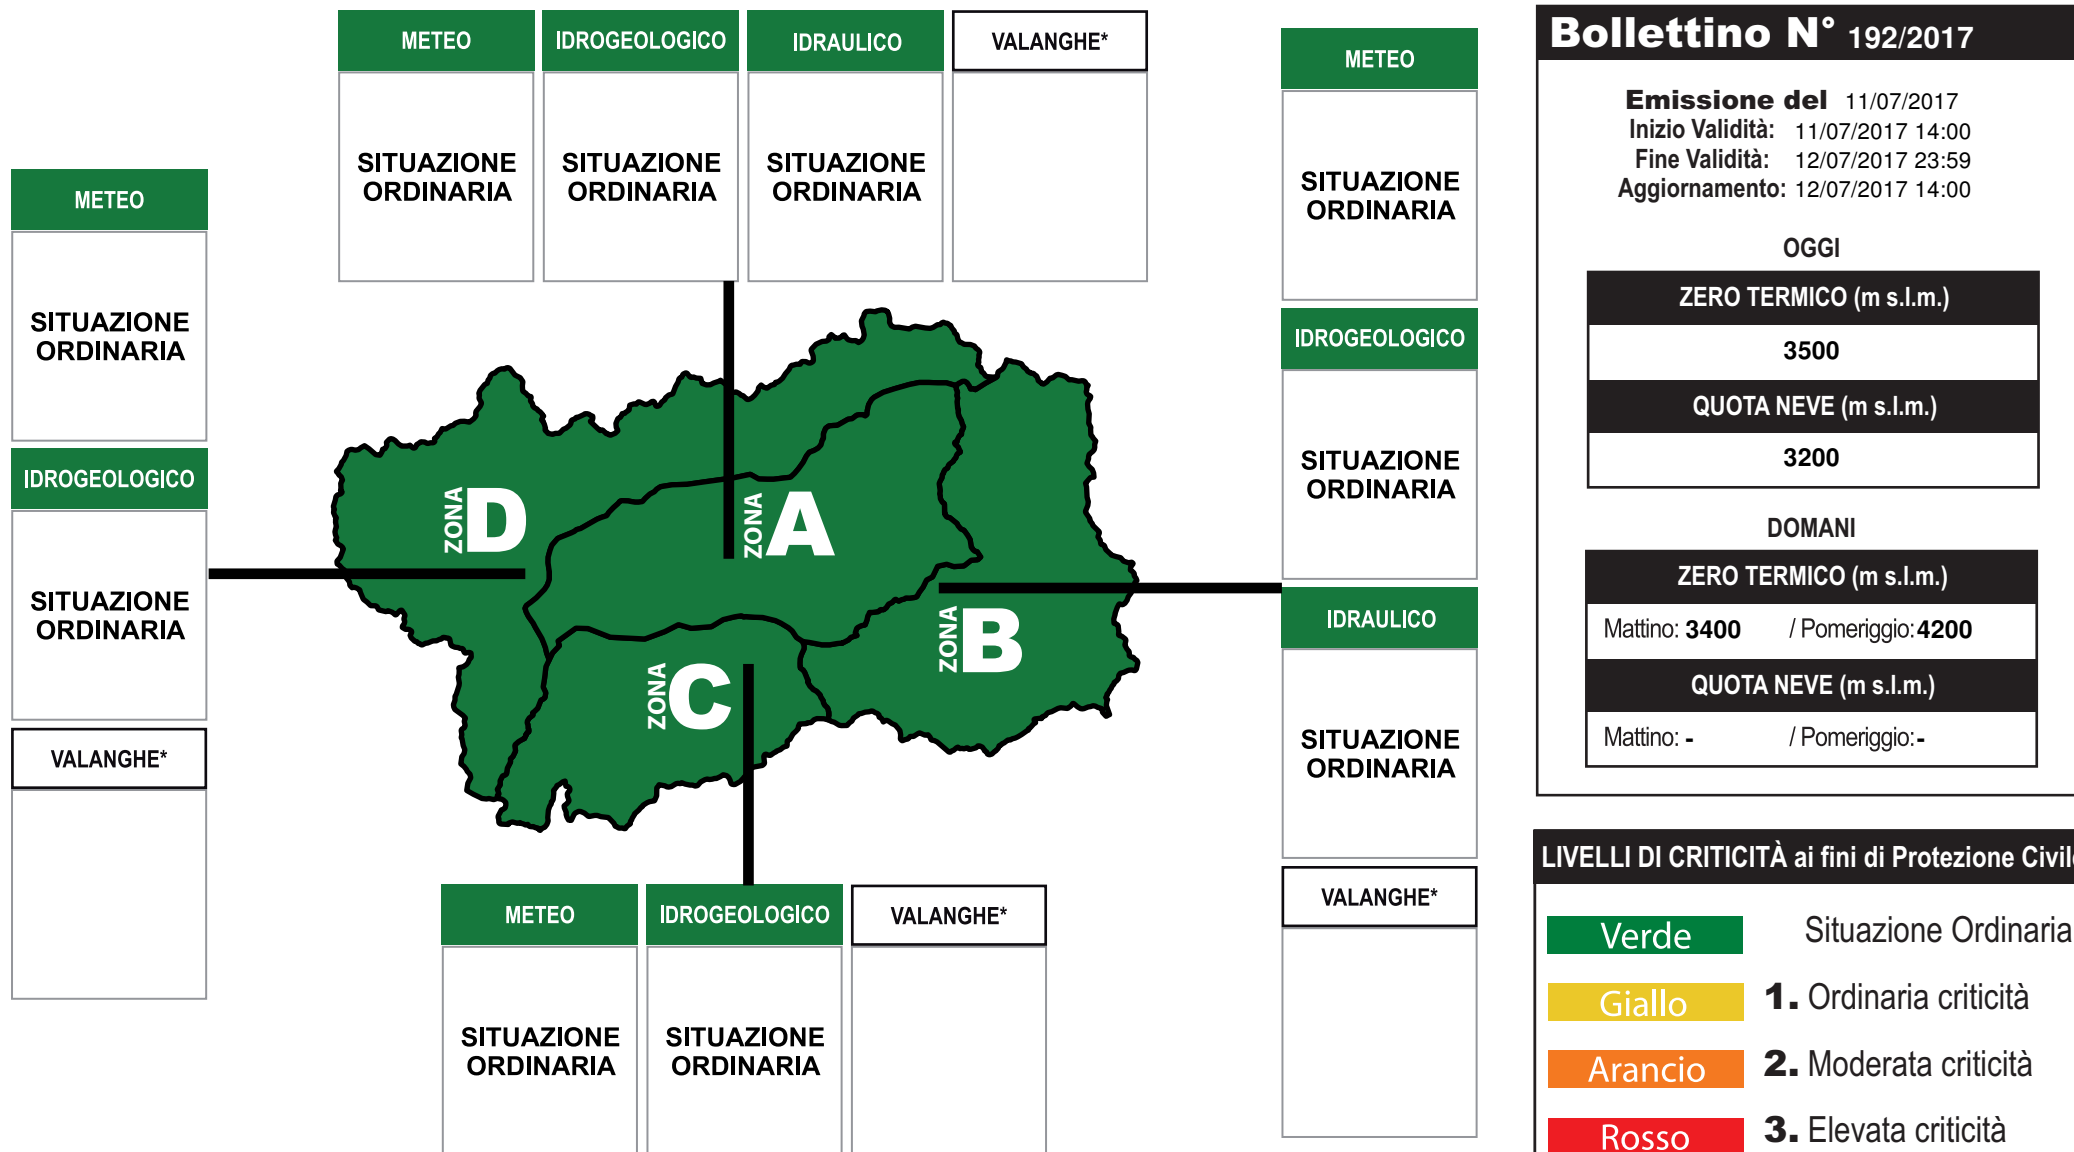 METEO IDROGEOLOGICO IDRAULICO VALANGHE*
SITUAZIONE ORDINARIA
SITUAZIONE ORDINARIA
SITUAZIONE ORDINARIA
METEO
SITUAZIONE
ORDINARIA
IDROGEOLOGICO
SITUAZIONE
ORDINARIA
VALANGHE*
ZONA D
ZONA A
ZONA B
ZONA C
METEO
SITUAZIONE
ORDINARIA
IDROGEOLOGICO
SITUAZIONE
ORDINARIA
IDRAULICO
SITUAZIONE
ORDINARIA
VALANGHE*
METEO IDROGEOLOGICO VALANGHE*
SITUAZIONE ORDINARIA
SITUAZIONE ORDINARIA
Bollettino N° 192/2017
Emissione del 11/07/2017
Inizio Validità: 11/07/2017 14:00
Fine Validità: 12/07/2017 23:59
Aggiornamento: 12/07/2017 14:00
OGGI
ZERO TERMICO (m s.l.m.)
3500
QUOTA NEVE (m s.l.m.)
3200
DOMANI
ZERO TERMICO (m s.l.m.)
Mattino: 3400 / Pomeriggio: 4200
QUOTA NEVE (m s.l.m.)
Mattino: - / Pomeriggio: -
LIVELLI DI CRITICITÀ ai fini di Protezione Civile
Verde Situazione Ordinaria
Giallo 1. Ordinaria criticità
Arancio 2. Moderata criticità
Rosso 3. Elevata criticità